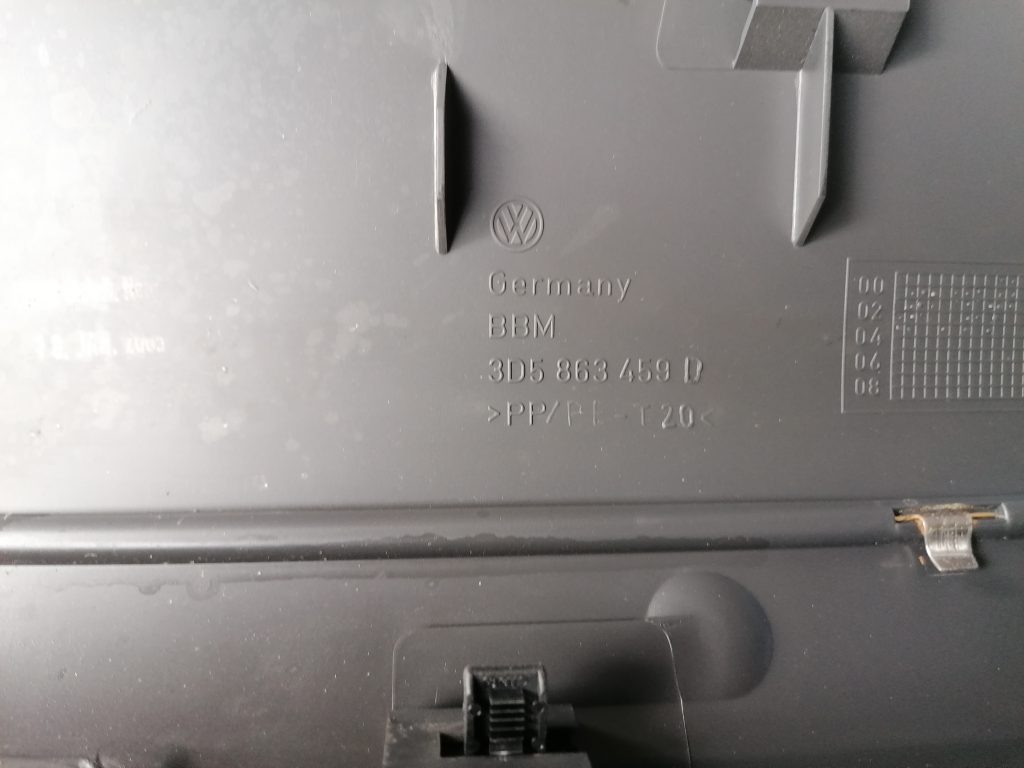 Germany
BBM
3D5 863 459 D
>PP/PE-T20<
00
02
04
06
08